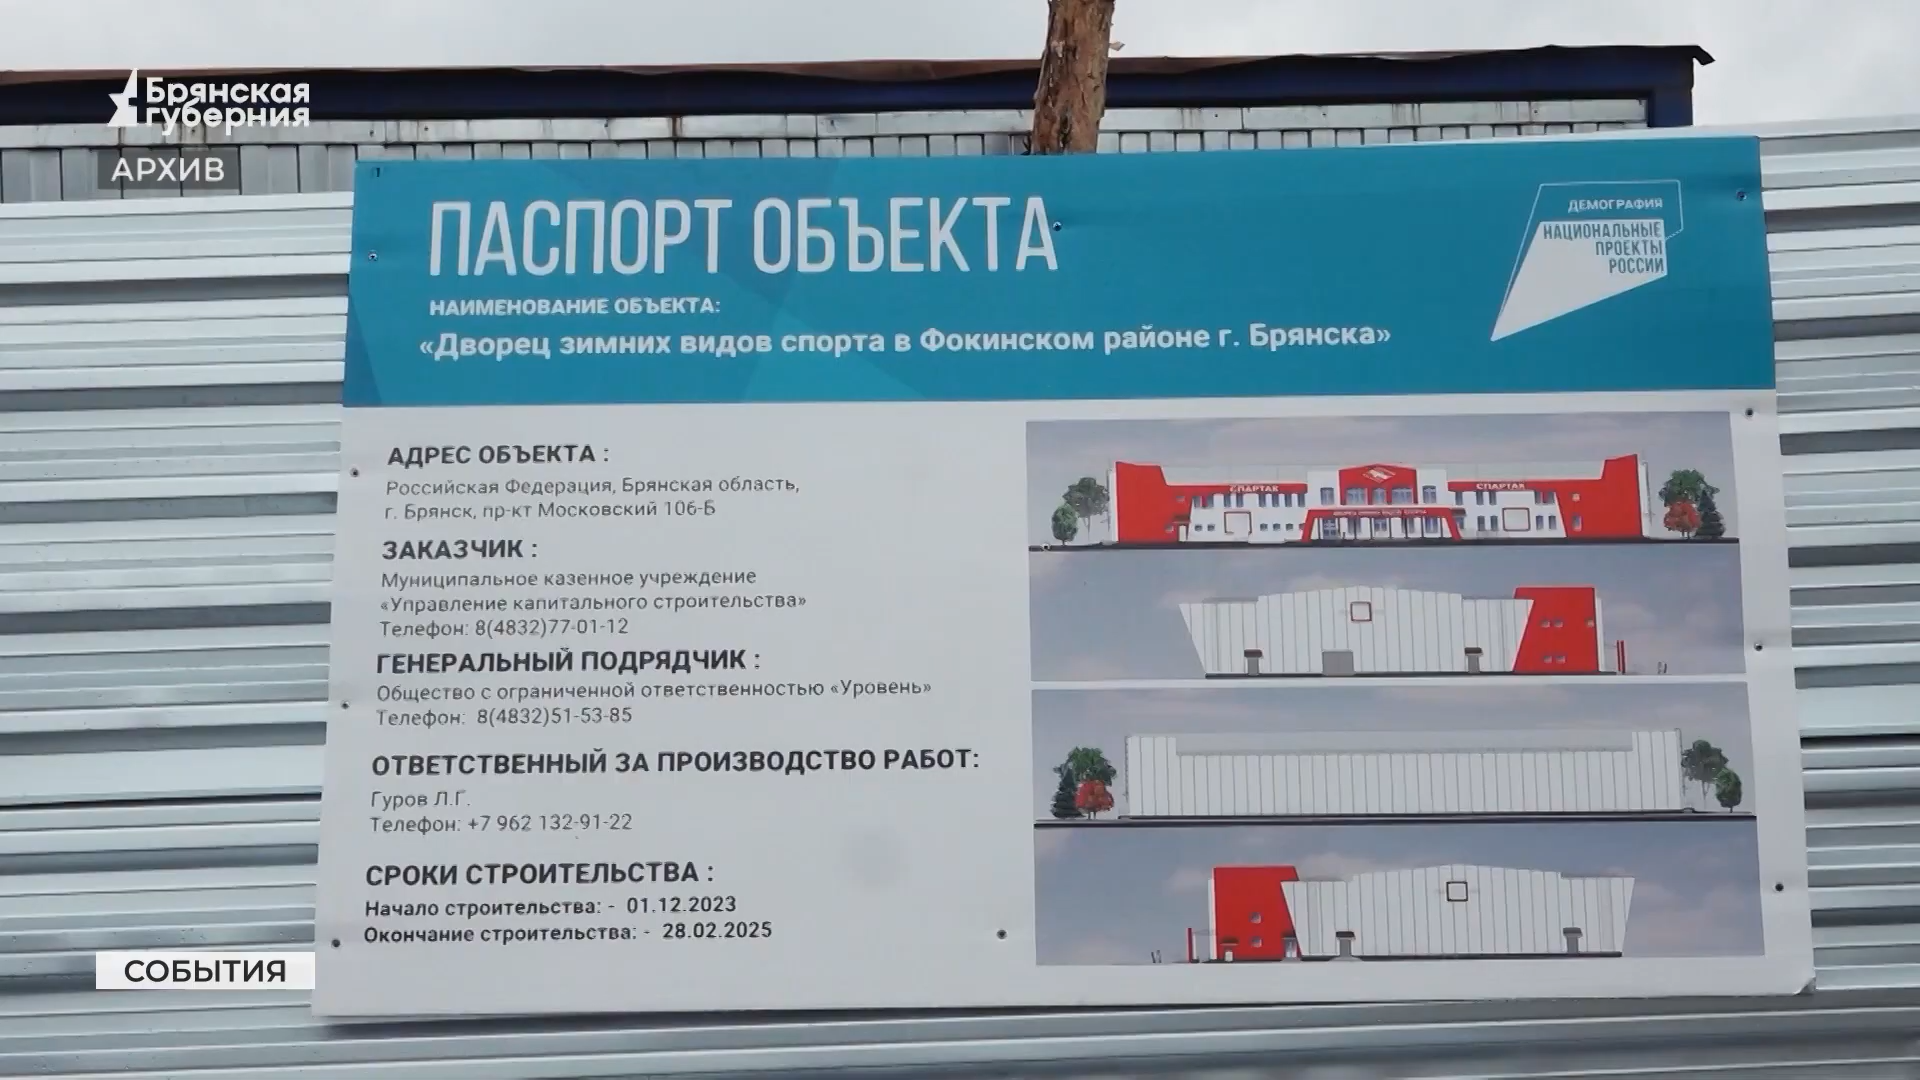 Брянская
губерния
АРХИВ
ПАСПОРТ ОБЪЕКТА
НАИМЕНОВАНИЕ ОБЪЕКТА:
«Дворец зимних видов спорта в Фокинском районе г. Брянска»
ДЕМОГРАФИЯ
НАЦИОНАЛЬНЫЕ
ПРОЕКТЫ
РОССИИ
АДРЕС ОБЪЕКТА :
Российская Федерация, Брянская область,
г. Брянск, пр-кт Московский 106-Б
ЗАКАЗЧИК :
Муниципальное казенное учреждение
«Управление капитального строительства»
Телефон: 8(4832)77-01-12
ГЕНЕРАЛЬНЫЙ ПОДРЯДЧИК :
Общество с ограниченной ответственностью «Уровень»
Телефон: 8(4832)51-53-85
ОТВЕТСТВЕННЫЙ ЗА ПРОИЗВОДСТВО РАБОТ:
Гуров Л.Г.
Телефон: +7 962 132-91-22
СРОКИ СТРОИТЕЛЬСТВА :
Начало строительства: - 01.12.2023
Окончание строительства: - 28.02.2025
СПАРТАК
СПАРТАК
ДВОРЕЦ ЗИМНИХ ВИДОВ СПОРТА
СОБЫТИЯ